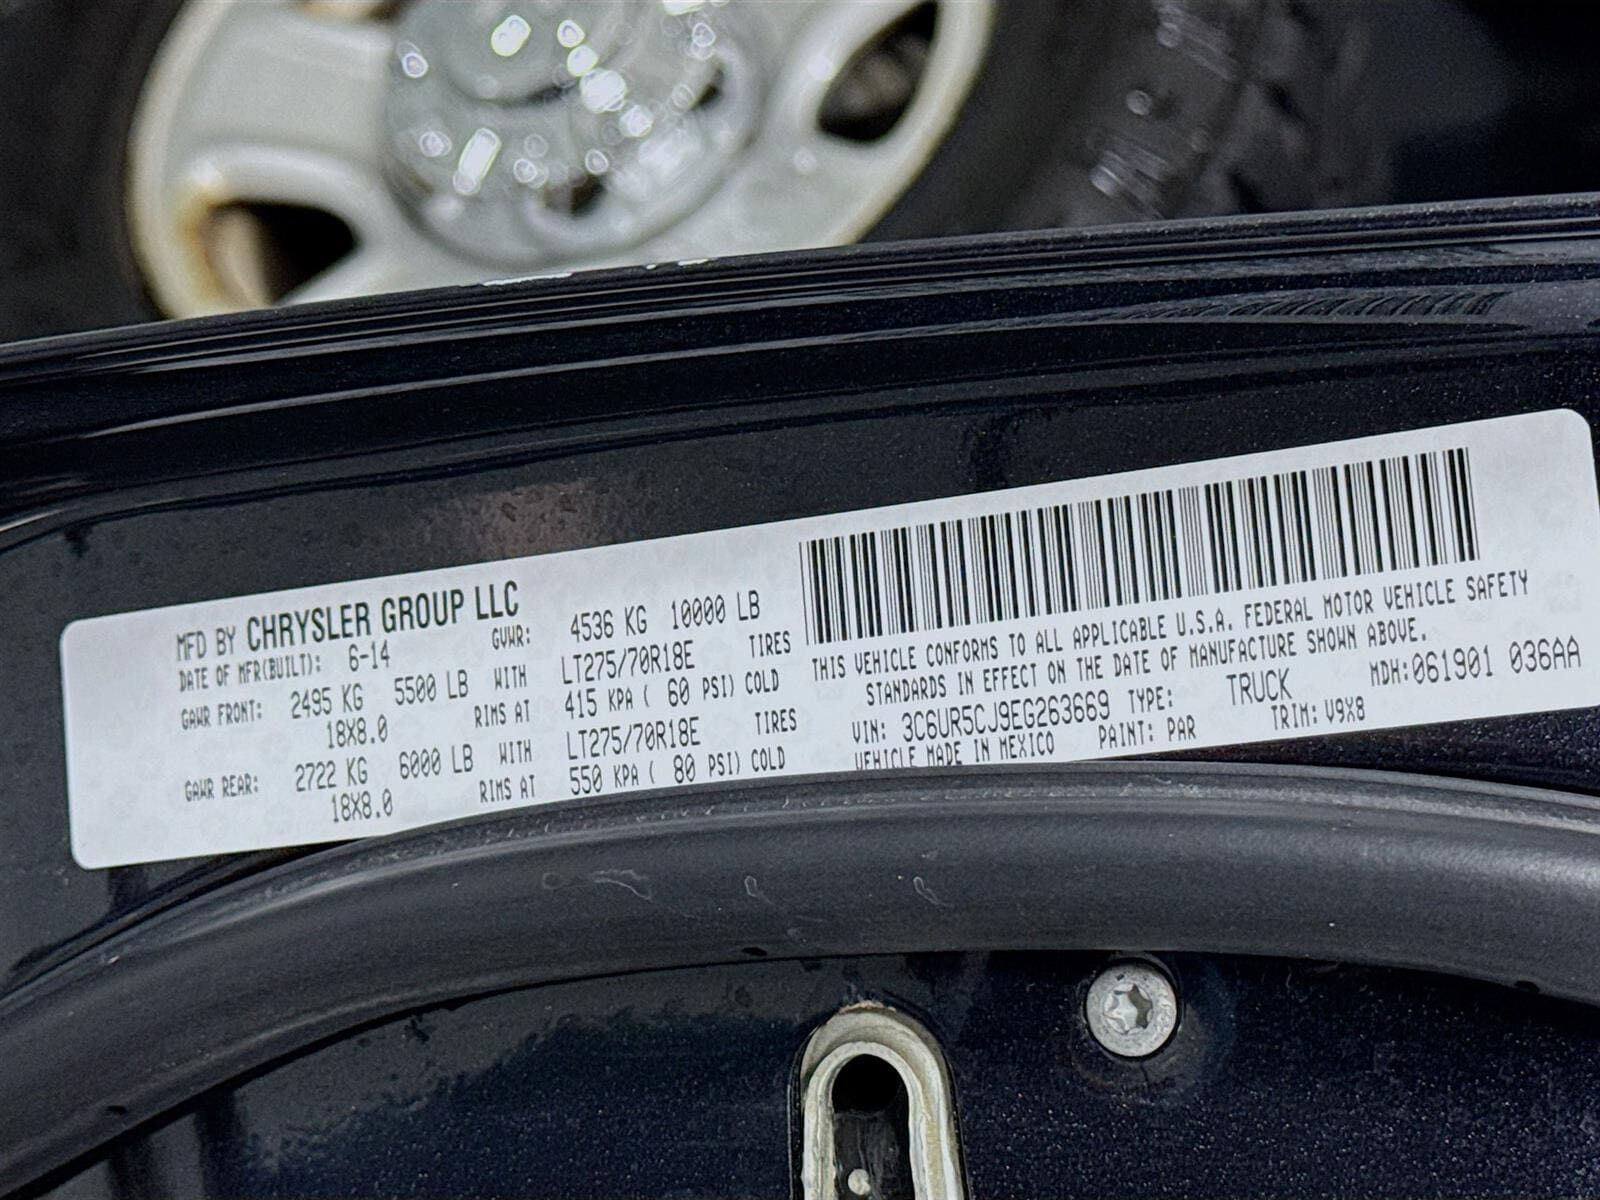 MFD BY CHRYSLER GROUP LLC
DATE OF MFR(BUILT): 6-14 GVWR: 4536 KG 10000 LB
GAWR FRONT: 2495 KG 5500 LB WITH LT275/70R18E TIRES
18X8.0 RIMS AT 415 KPA ( 60 PSI) COLD
GAWR REAR: 2722 KG 6000 LB WITH LT275/70R18E TIRES
18X8.0 RIMS AT 550 KPA ( 80 PSI) COLD
THIS VEHICLE CONFORMS TO ALL APPLICABLE U.S.A. FEDERAL MOTOR VEHICLE SAFETY
STANDARDS IN EFFECT ON THE DATE OF MANUFACTURE SHOWN ABOVE.
VIN: 3C6UR5CJ9EG263669 TYPE: TRUCK MDH:061901 036AA
VEHICLE MADE IN MEXICO PAINT: PAR TRIM: V9X8